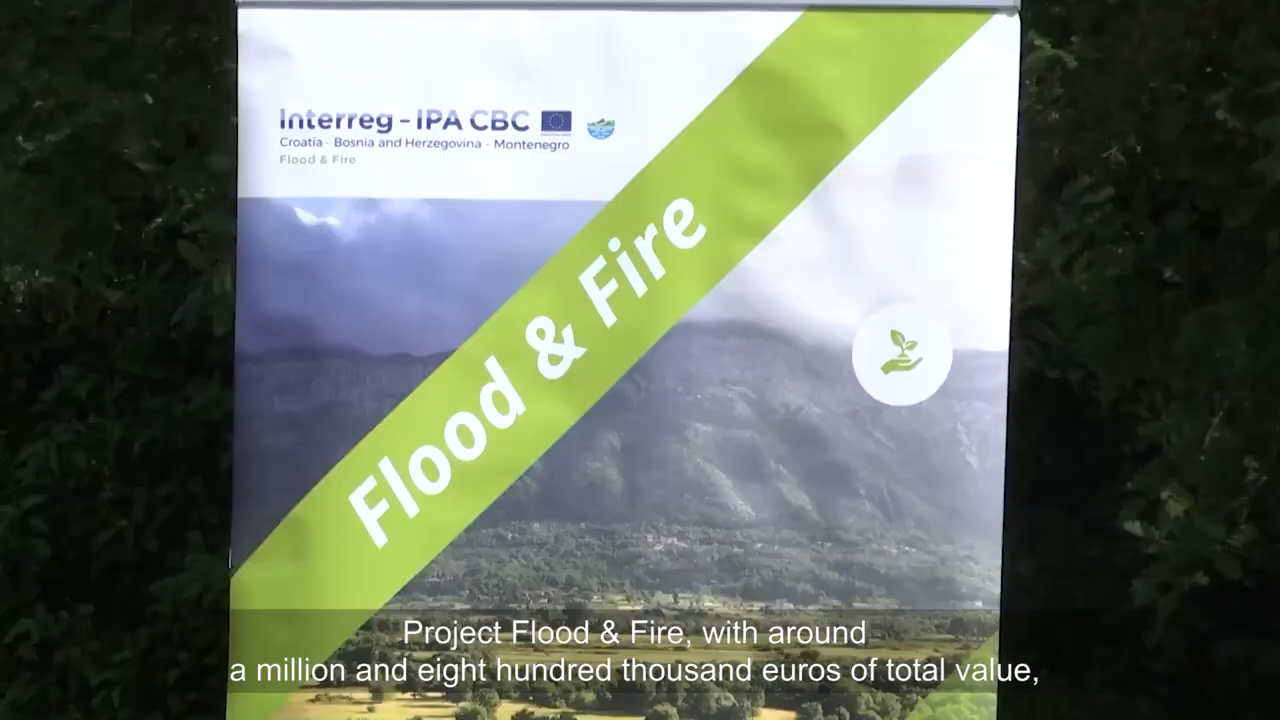 Interreg - IPA CBC
Croatia - Bosnia and Herzegovina - Montenegro
Flood & Fire
Flood & Fire
Project Flood & Fire, with around
a million and eight hundred thousand euros of total value,